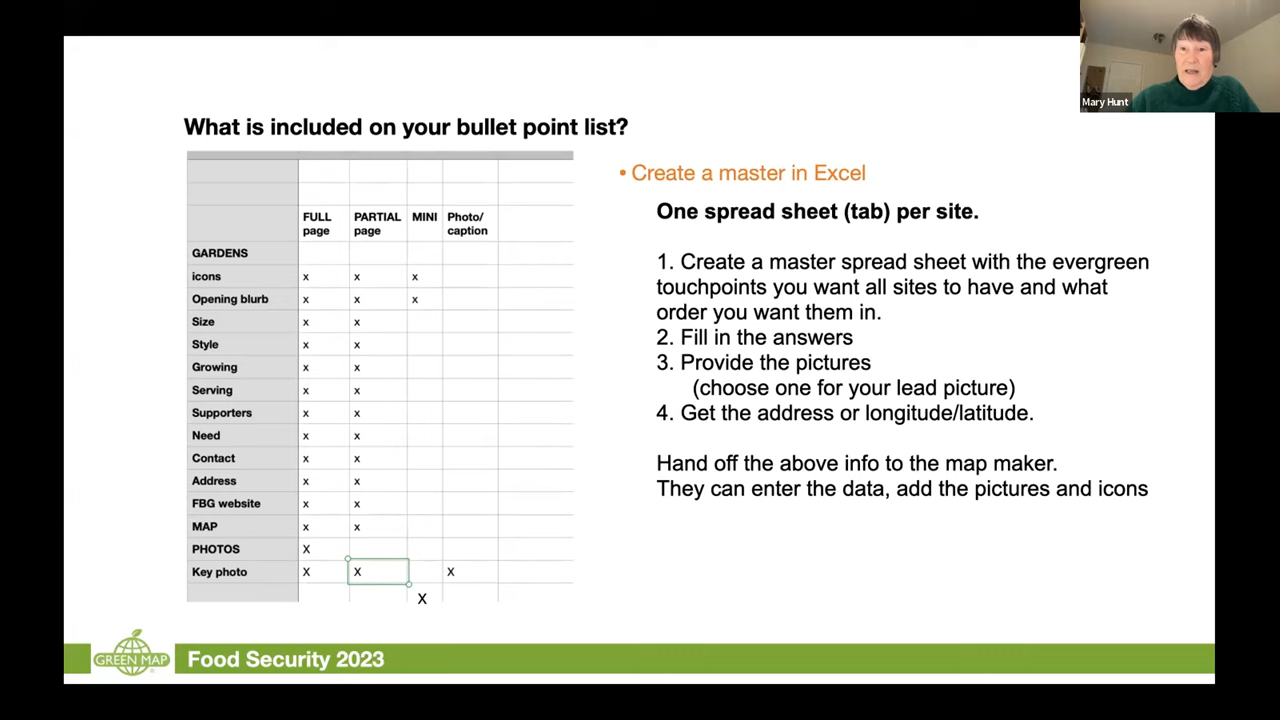 Mary Hunt
What is included on your bullet point list?
FULL page PARTIAL page MINI Photo/ caption
GARDENS
icons x x x
Opening blurb x x x
Size x x
Style x x
Growing x x
Serving x x
Supporters x x
Need x x
Contact x x
Address x x
FBG website x x
MAP x x
PHOTOS X
Key photo X X X
X
• Create a master in Excel
One spread sheet (tab) per site.
1. Create a master spread sheet with the evergreen
touchpoints you want all sites to have and what
order you want them in.
2. Fill in the answers
3. Provide the pictures
(choose one for your lead picture)
4. Get the address or longitude/latitude.
Hand off the above info to the map maker.
They can enter the data, add the pictures and icons
GREEN MAP
Food Security 2023